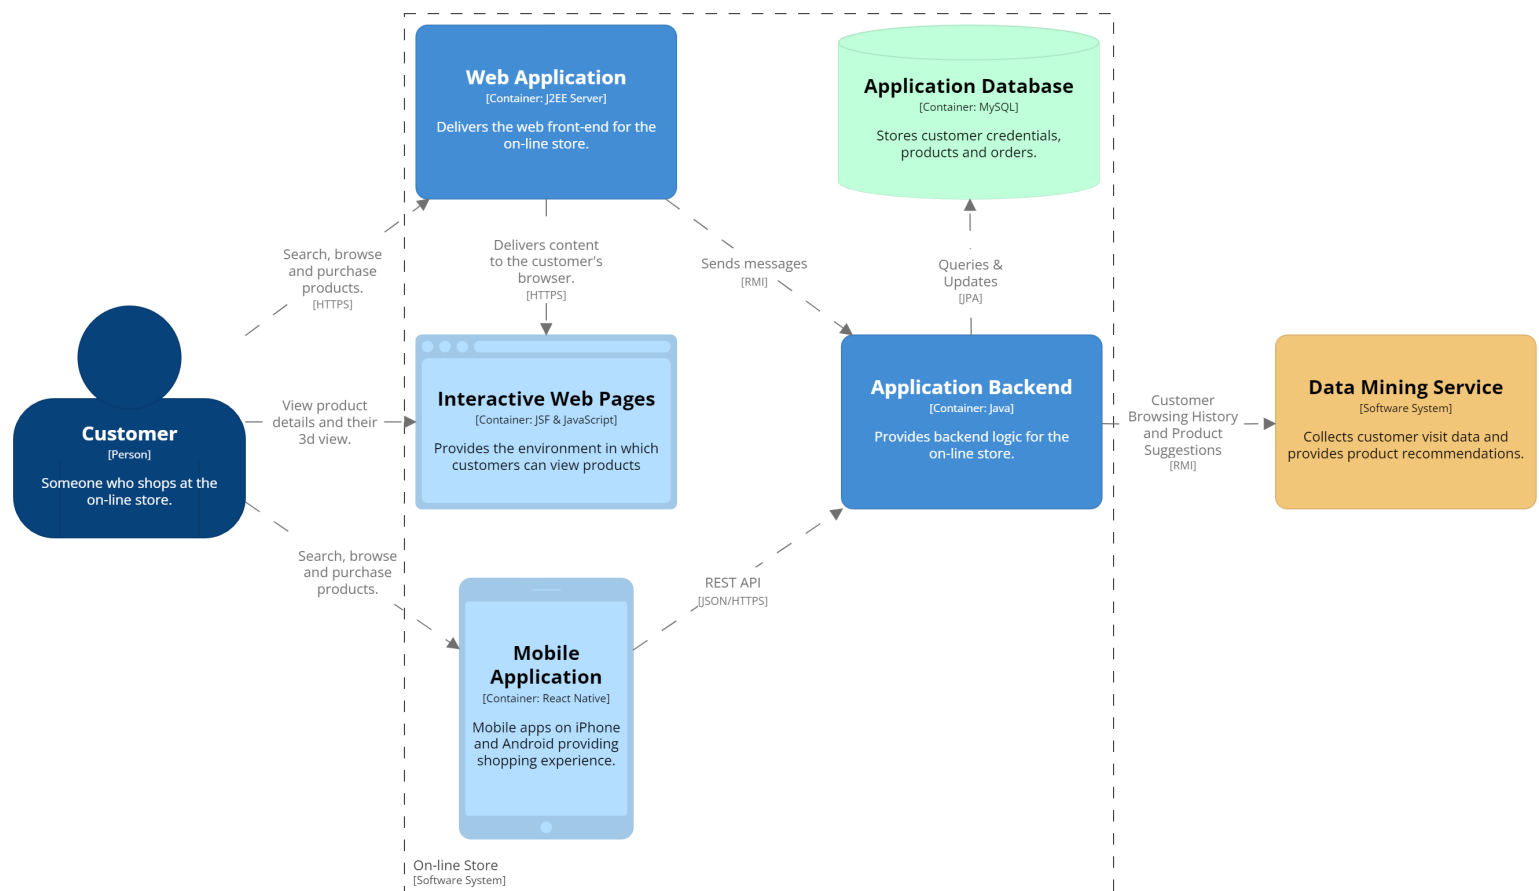 Web Application
[Container: J2EE Server]
Delivers the web front-end for the
on-line store.
Application Database
[Container: MySQL]
Stores customer credentials,
products and orders.
Search, browse
and purchase
products.
[HTTPS]
Delivers content
to the customer's
browser.
[HTTPS]
Sends messages
[RMI]
Queries &
Updates
[JPA]
Customer
[Person]
Someone who shops at the
on-line store.
View product
details and their
3d view.
Interactive Web Pages
[Container: JSF & JavaScript]
Provides the environment in which
customers can view products
Application Backend
[Container: Java]
Provides backend logic for the
on-line store.
Customer
Browsing History
and Product
Suggestions
[RMI]
Data Mining Service
[Software System]
Collects customer visit data and
provides product recommendations.
Search, browse
and purchase
products.
REST API
[JSON/HTTPS]
Mobile
Application
[Container: React Native]
Mobile apps on iPhone
and Android providing
shopping experience.
On-line Store
[Software System]